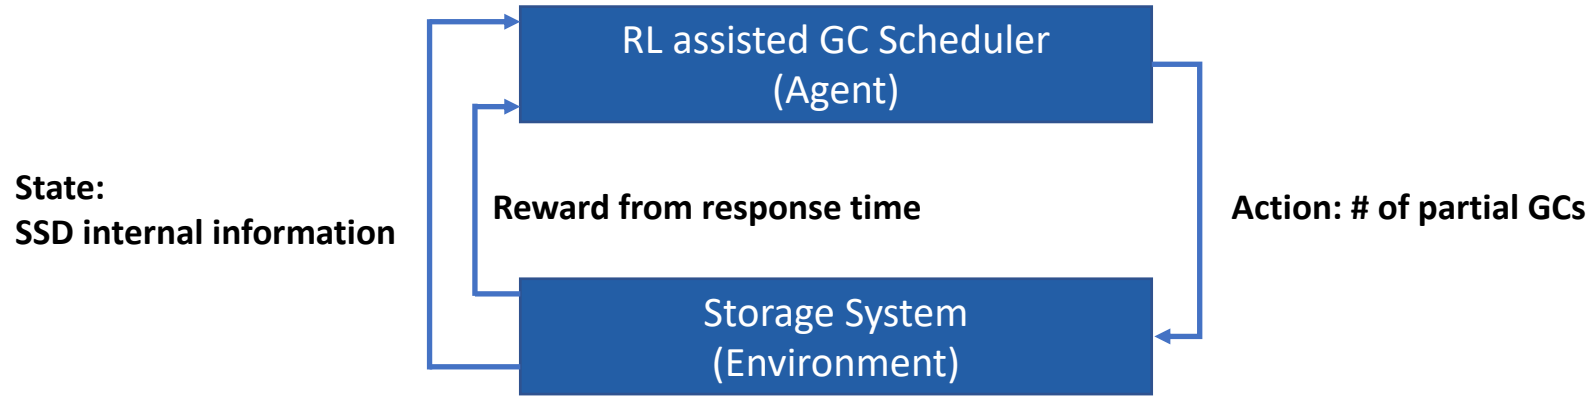 RL assisted GC Scheduler
(Agent)
State:
SSD internal information
Reward from response time
Action: # of partial GCs
Storage System
(Environment)